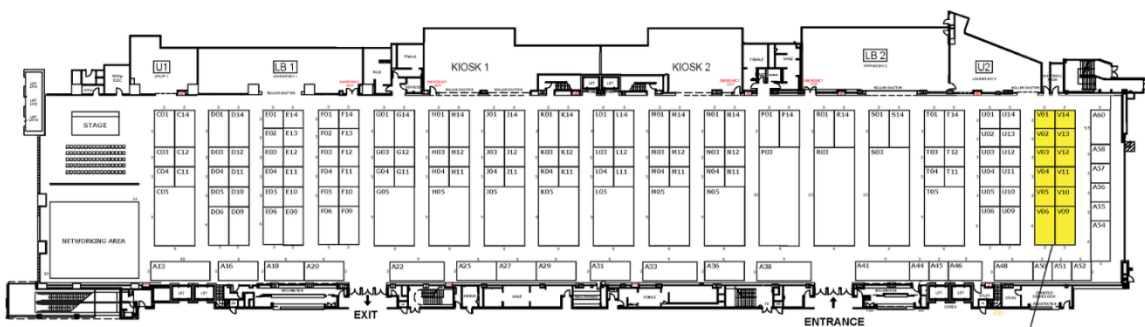 U1
LB 1
KIOSK 1
KIOSK 2
LB 2
U2
STAGE
C01 C14 D01 D14 E01 E14 F01 F14 G01 G14 H01 H14 J01 J14 K01 K14 L01 L14 M01 M14 N01 N14 P01 P14 R01 R14 S01 S14 T01 T14 U01 U14 V01 V14 A60
E02 E13 F02 F13 U02 U13 V02 V13
C03 C12 D03 D12 E03 E12 F03 F12 G03 G12 H03 H12 J03 J12 K03 K12 L03 L12 M03 M12 N03 N12 P03 R03 S03 T03 T12 U03 U12 V03 V12 A58
C04 C11 D04 D11 E04 E11 F04 F11 G04 G11 H04 H11 J04 J11 K04 K11 L04 L11 M04 M11 N04 N11 T04 T11 U04 U11 V04 V11 A57
C05 D05 D10 E05 E10 F05 F10 G05 H05 J05 K05 L05 M05 N05 T05 U05 U10 V05 V10 A56
D06 D09 E06 E09 F06 F09 U06 U09 V06 V09 A55
A54
NETWORKING AREA
A13 A16 A18 A20 A22 A25 A27 A29 A31 A33 A36 A38 A41 A44 A45 A46 A48 A50 A51 A52
EXIT
ENTRANCE